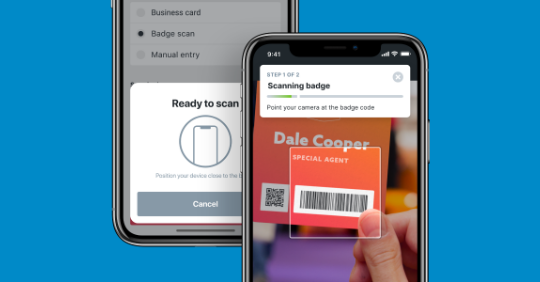 Business card
Badge scan
Manual entry
Ready to scan
Position your device close to the
Cancel
9:41
STEP 1 OF 2
Scanning badge
Point your camera at the badge code
Dale Cooper
SPECIAL AGENT